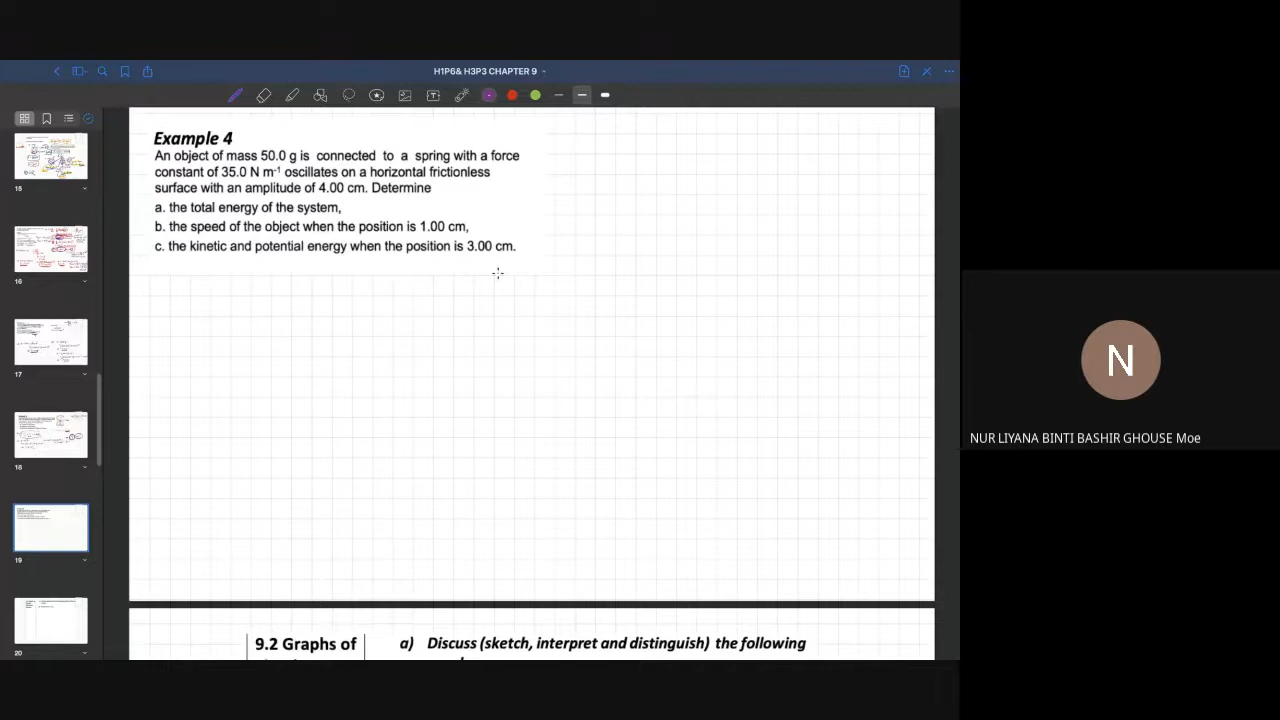 H1P6& H3P3 CHAPTER 9
Example 4
An object of mass 50.0 g is connected to a spring with a force
constant of 35.0 N m⁻¹ oscillates on a horizontal frictionless
surface with an amplitude of 4.00 cm. Determine
a. the total energy of the system,
b. the speed of the object when the position is 1.00 cm,
c. the kinetic and potential energy when the position is 3.00 cm.
15
16
17
18
19
20
9.2 Graphs of
a) Discuss (sketch, interpret and distinguish) the following
N
NUR LIYANA BINTI BASHIR GHOUSE Moe